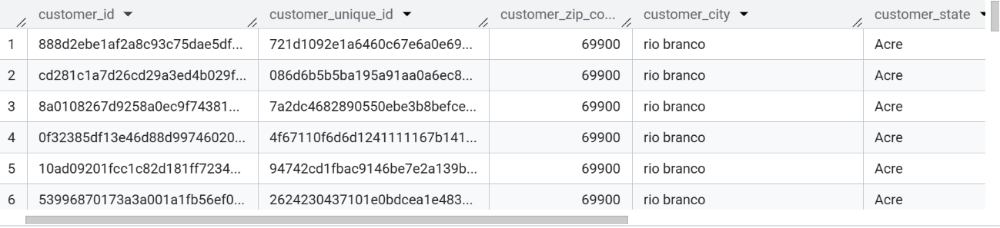 customer_id customer_unique_id customer_zip_co... customer_city customer_state
1 888d2ebe1af2a8c93c75dae5df... 721d1092e1a6460c67e6a0e69... 69900 rio branco Acre
2 cd281c1a7d26cd29a3ed4b029f... 086d6b5b5ba195a91aa0a6ec8... 69900 rio branco Acre
3 8a0108267d9258a0ec9f74381... 7a2dc4682890550ebe3b8befce... 69900 rio branco Acre
4 0f32385df13e46d88d99746020... 4f67110f6d6d1241111167b141... 69900 rio branco Acre
5 10ad09201fcc1c82d181ff7234... 94742cd1fbac9146be7e2a139b... 69900 rio branco Acre
6 53996870173a3a001a1fb56ef0... 2624230437101e0bdcea1e483... 69900 rio branco Acre